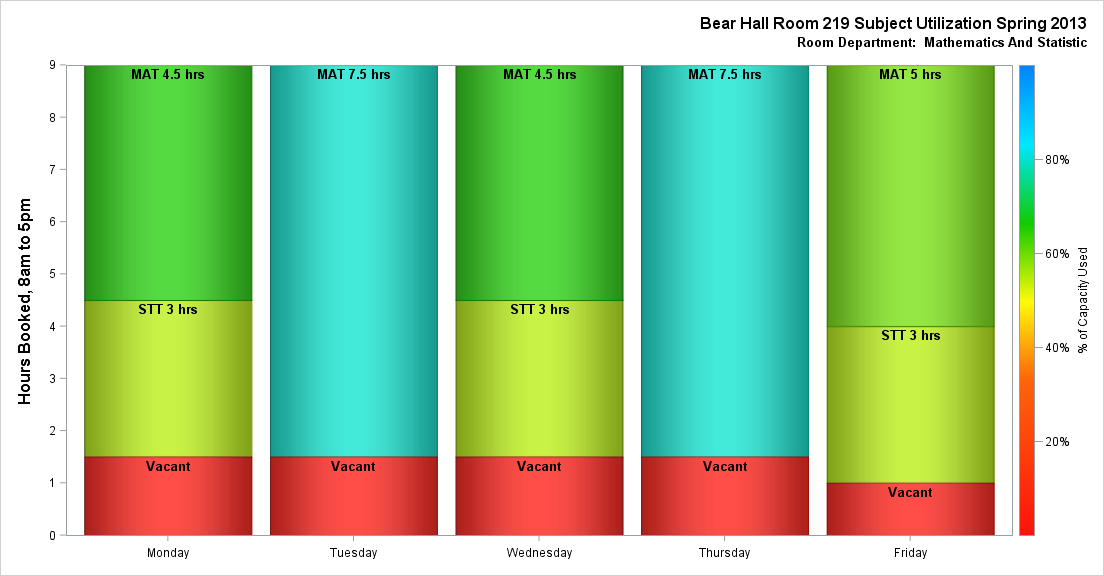 Bear Hall Room 219 Subject Utilization Spring 2013
Room Department:  Mathematics And Statistic
Hours Booked, 8am to 5pm
9
8
7
6
5
4
3
2
1
0
MAT 4.5 hrs
STT 3 hrs
Vacant
MAT 7.5 hrs
Vacant
MAT 4.5 hrs
STT 3 hrs
Vacant
MAT 7.5 hrs
Vacant
MAT 5 hrs
STT 3 hrs
Vacant
Monday
Tuesday
Wednesday
Thursday
Friday
80%
60%
40%
20%
% of Capacity Used